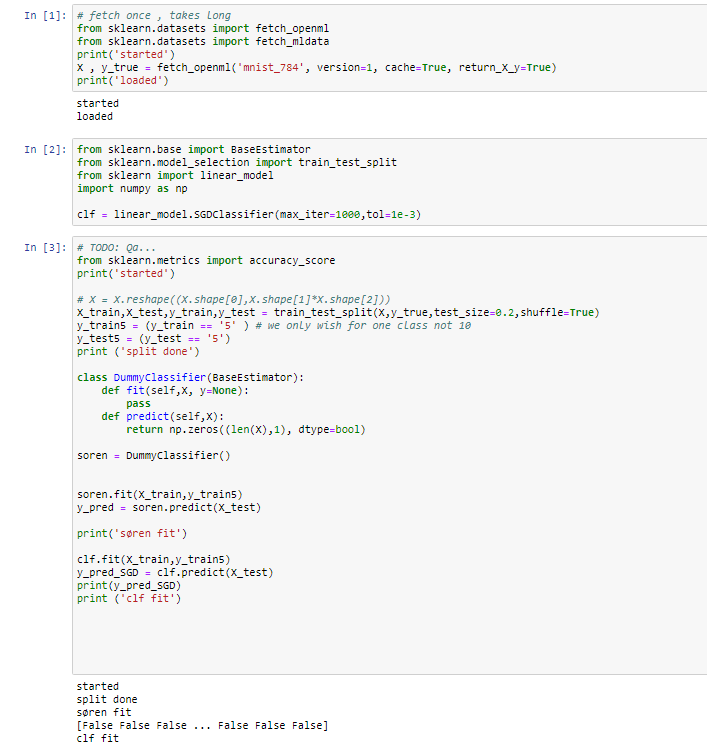 In [1]: # fetch once , takes long
from sklearn.datasets import fetch_openml
from sklearn.datasets import fetch_mldata
print('started')
X , y_true = fetch_openml('mnist_784', version=1, cache=True, return_X_y=True)
print('loaded')
started
loaded
In [2]: from sklearn.base import BaseEstimator
from sklearn.model_selection import train_test_split
from sklearn import linear_model
import numpy as np
clf = linear_model.SGDClassifier(max_iter=1000,tol=1e-3)
In [3]: # TODO: Qa...
from sklearn.metrics import accuracy_score
print('started')
# X = X.reshape((X.shape[0],X.shape[1]*X.shape[2]))
X_train,X_test,y_train,y_test = train_test_split(X,y_true,test_size=0.2,shuffle=True)
y_train5 = (y_train == '5' ) # we only wish for one class not 10
y_test5 = (y_test == '5')
print ('split done')
class DummyClassifier(BaseEstimator):
    def fit(self,X, y=None):
        pass
    def predict(self,X):
        return np.zeros((len(X),1), dtype=bool)
soren = DummyClassifier()
soren.fit(X_train,y_train5)
y_pred = soren.predict(X_test)
print('søren fit')
clf.fit(X_train,y_train5)
y_pred_SGD = clf.predict(X_test)
print(y_pred_SGD)
print ('clf fit')
started
split done
søren fit
[False False False ... False False False]
clf fit